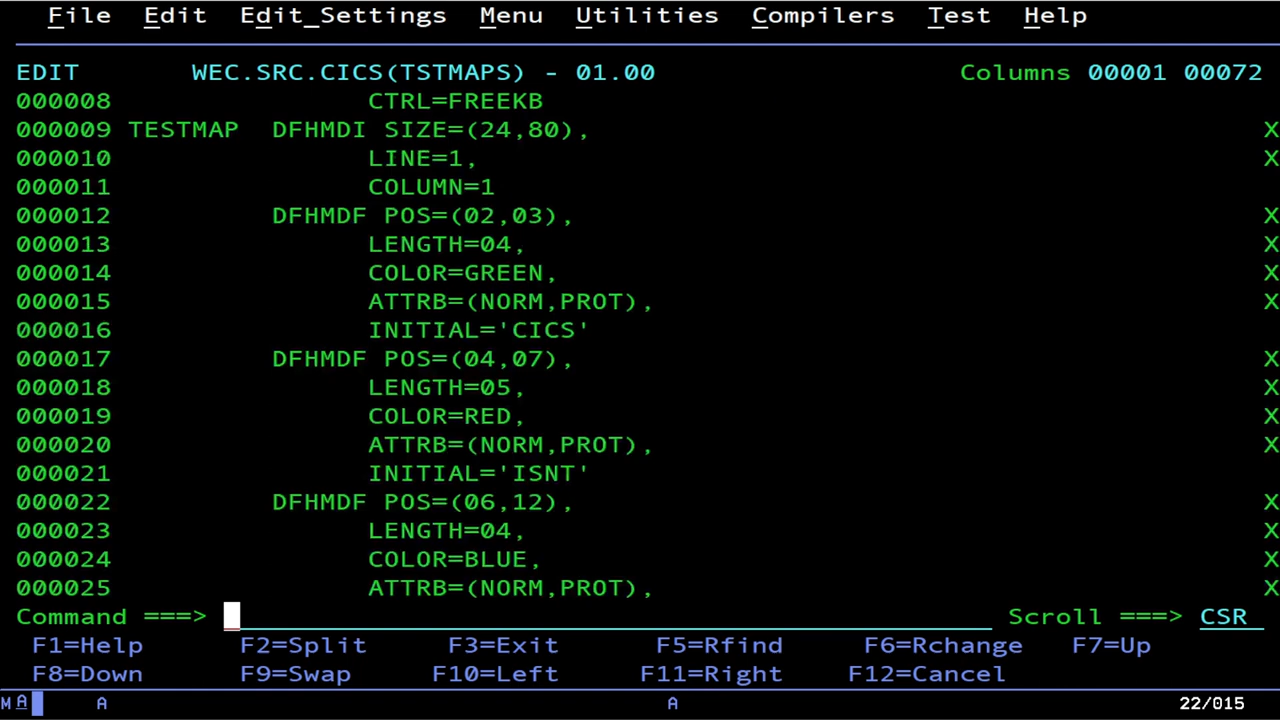 File Edit Edit_Settings Menu Utilities Compilers Test Help
EDIT WEC.SRC.CICS(TSTMAPS) - 01.00 Columns 00001 00072
000008 CTRL=FREEKB
000009 TESTMAP DFHMDI SIZE=(24,80), X
000010 LINE=1, X
000011 COLUMN=1
000012 DFHMDF POS=(02,03), X
000013 LENGTH=04, X
000014 COLOR=GREEN, X
000015 ATTRB=(NORM,PROT), X
000016 INITIAL='CICS'
000017 DFHMDF POS=(04,07), X
000018 LENGTH=05, X
000019 COLOR=RED, X
000020 ATTRB=(NORM,PROT), X
000021 INITIAL='ISNT'
000022 DFHMDF POS=(06,12), X
000023 LENGTH=04, X
000024 COLOR=BLUE, X
000025 ATTRB=(NORM,PROT), X
Command ===> Scroll ===> CSR
F1=Help F2=Split F3=Exit F5=Rfind F6=Rchange F7=Up
F8=Down F9=Swap F10=Left F11=Right F12=Cancel
M A A A 22/015